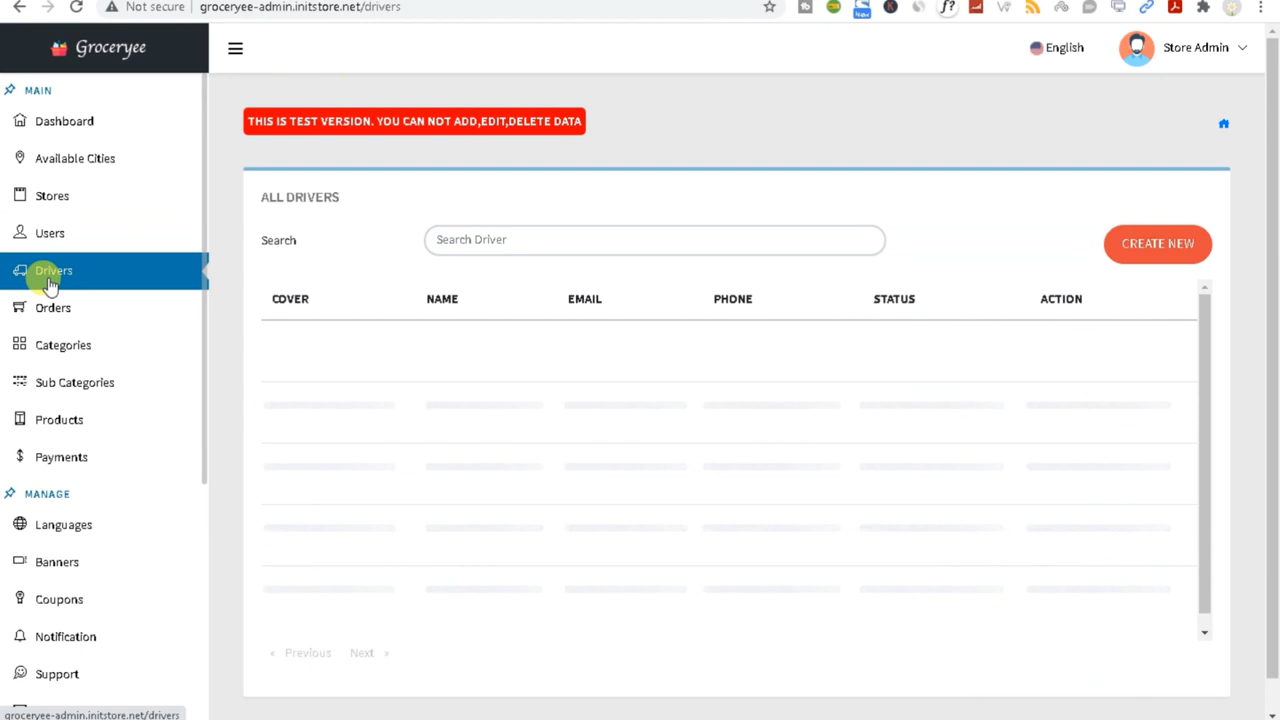 Not secure groceryee-admin.initstore.net/drivers
New
f?
Groceryee
English
Store Admin
MAIN
Dashboard
Available Cities
Stores
Users
Drivers
Orders
Categories
Sub Categories
Products
Payments
MANAGE
Languages
Banners
Coupons
Notification
Support
THIS IS TEST VERSION. YOU CAN NOT ADD,EDIT,DELETE DATA
ALL DRIVERS
Search Search Driver CREATE NEW
COVER NAME EMAIL PHONE STATUS ACTION
« Previous Next »
groceryee-admin.initstore.net/drivers